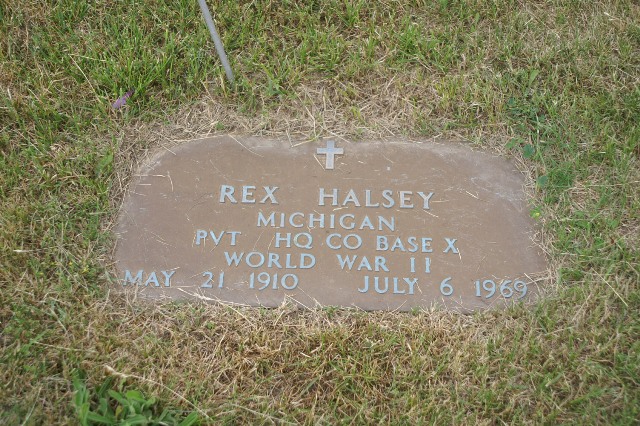 REX HALSEY
MICHIGAN
PVT HQ CO BASE X
WORLD WAR II
MAY 21 1910 JULY 6 1969